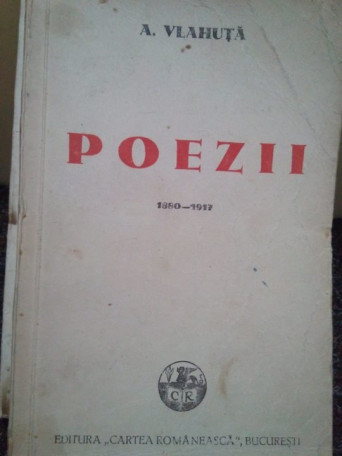 A. VLAHUȚĂ
POEZII
1880—1917
C R
EDITURA „CARTEA ROMÂNEASCĂ”, BUCUREȘTI